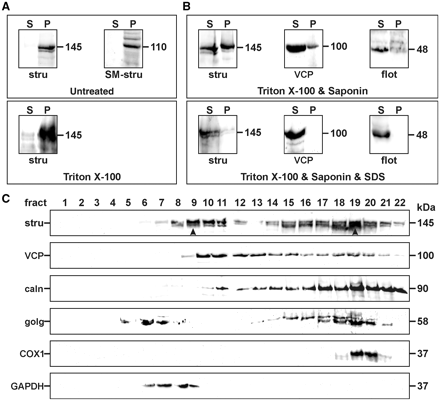 A
B
S P
S P
S P
S P
S P
145
110
145
100
48
stru
SM-stru
stru
VCP
flot
Untreated
Triton X-100 & Saponin
S P
S P
S P
S P
145
145
100
48
stru
stru
VCP
flot
Triton X-100
Triton X-100 & Saponin & SDS
C
fract 1 2 3 4 5 6 7 8 9 10 11 12 13 14 15 16 17 18 19 20 21 22 kDa
stru 145
VCP 100
caln 90
golg 58
COX1 37
GAPDH 37